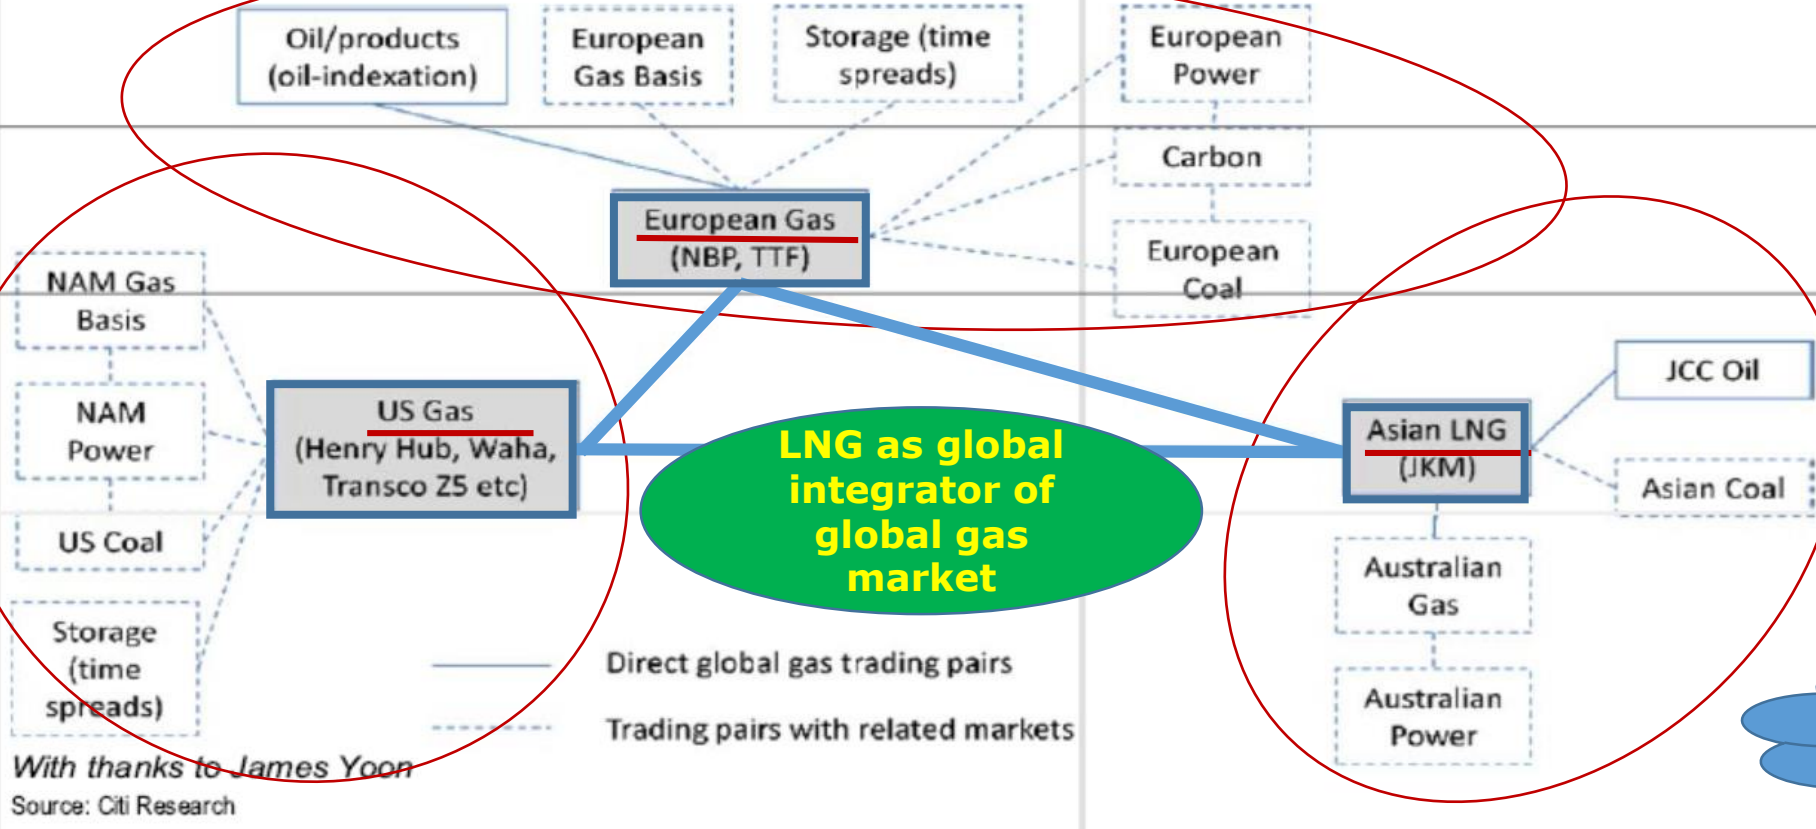 Oil/products
(oil-indexation)
European
Gas Basis
Storage (time
spreads)
European
Power
Carbon
European
Coal
European Gas
(NBP, TTF)
NAM Gas
Basis
NAM
Power
US Coal
Storage
(time
spreads)
US Gas
(Henry Hub, Waha,
Transco Z5 etc)
LNG as global
integrator of
global gas
market
Asian LNG
(JKM)
JCC Oil
Asian Coal
Australian
Gas
Australian
Power
Direct global gas trading pairs
Trading pairs with related markets
With thanks to James Yoon
Source: Citi Research